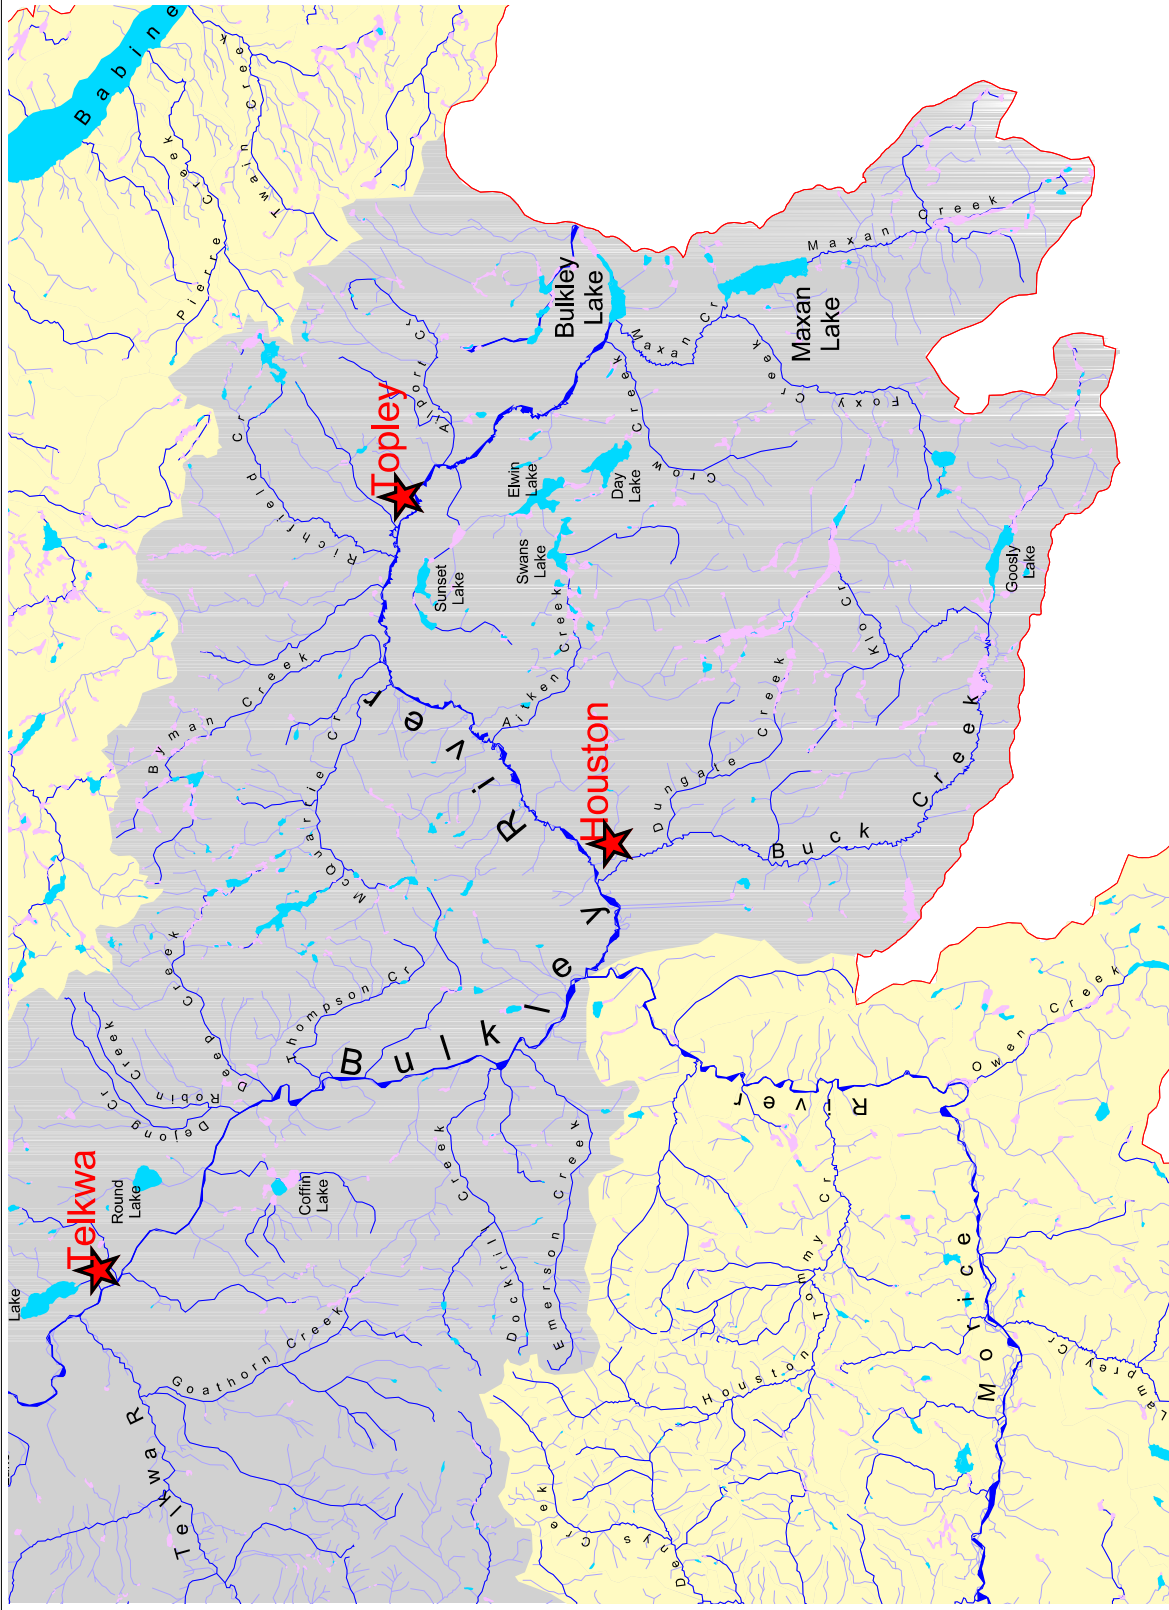 Babine
Twain Creek
Pierre Creek
Maxan Creek
Bulkley
Lake
Maxan
Lake
Maxan Cr
Foxy Creek
Crow Creek
Allport Cr
Topley
Richfield Cr
Elwin
Lake
Day
Lake
Swans
Lake
Sunset
Lake
Goosly
Lake
Klo Cr
Aitken Creek
Byman Creek
McQuarrie Cr
Houston
Dungate Creek
Buck Creek
Bulkley River
Deep Creek
Thompson Cr
Robin Creek
Dejong Cr
Round
Lake
Coffin
Lake
Telkwa
Lake
Goathorn Creek
Telkwa R
Dockrill Creek
Emerson Creek
Owen Creek
Morice River
Houston Tommy Cr
Denys Creek
Lamprey Cr